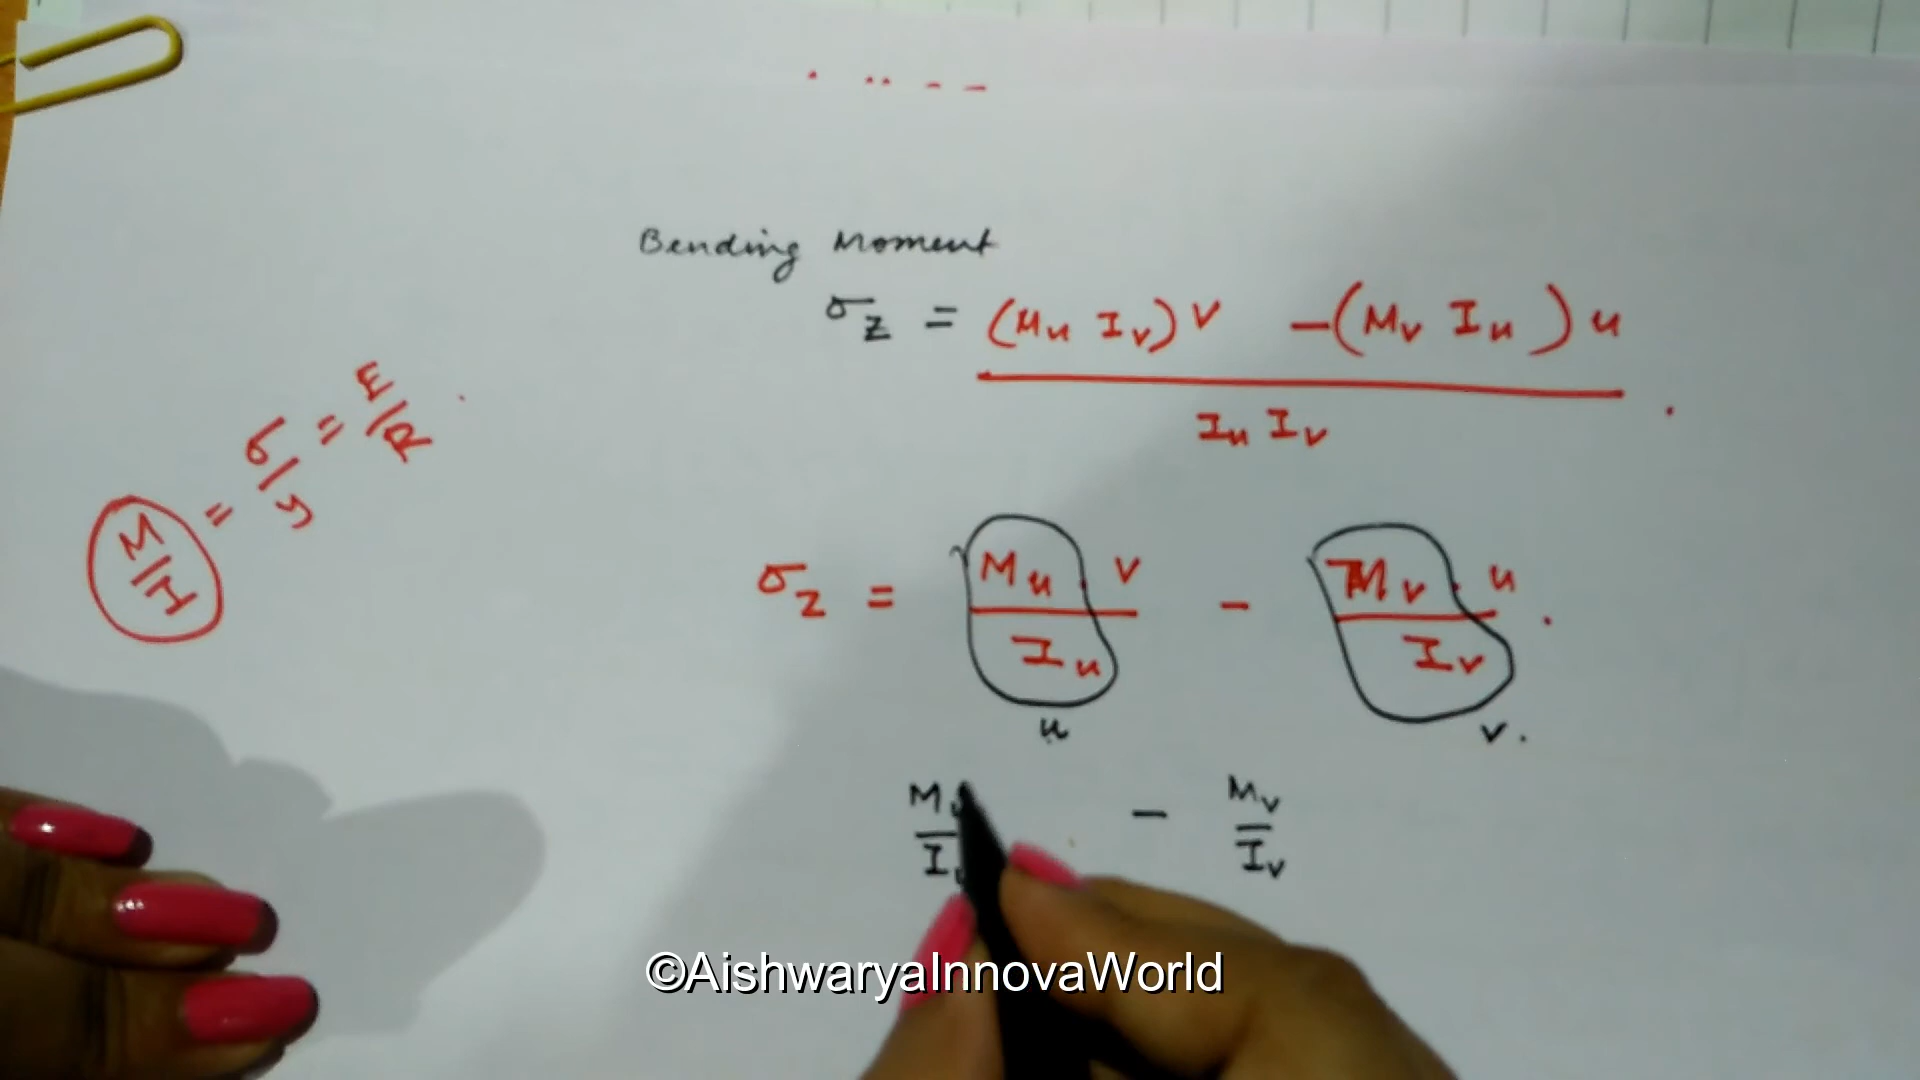 Bending Moment
σz = (Mu Iv) v - (Mv Iu) u
Iu Iv
M/I = σ/y = E/R
σz = Mu . v / Iu - Mv . u / Iv .
u v .
M / I - Mv / Iv
©AishwaryaInnovaWorld